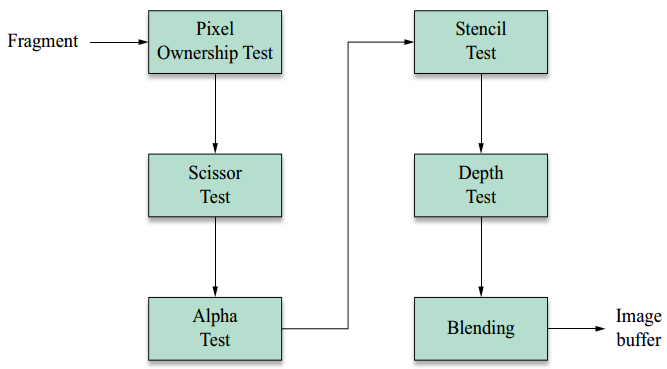 Fragment
Pixel
Ownership Test
Scissor
Test
Alpha
Test
Stencil
Test
Depth
Test
Blending
Image
buffer